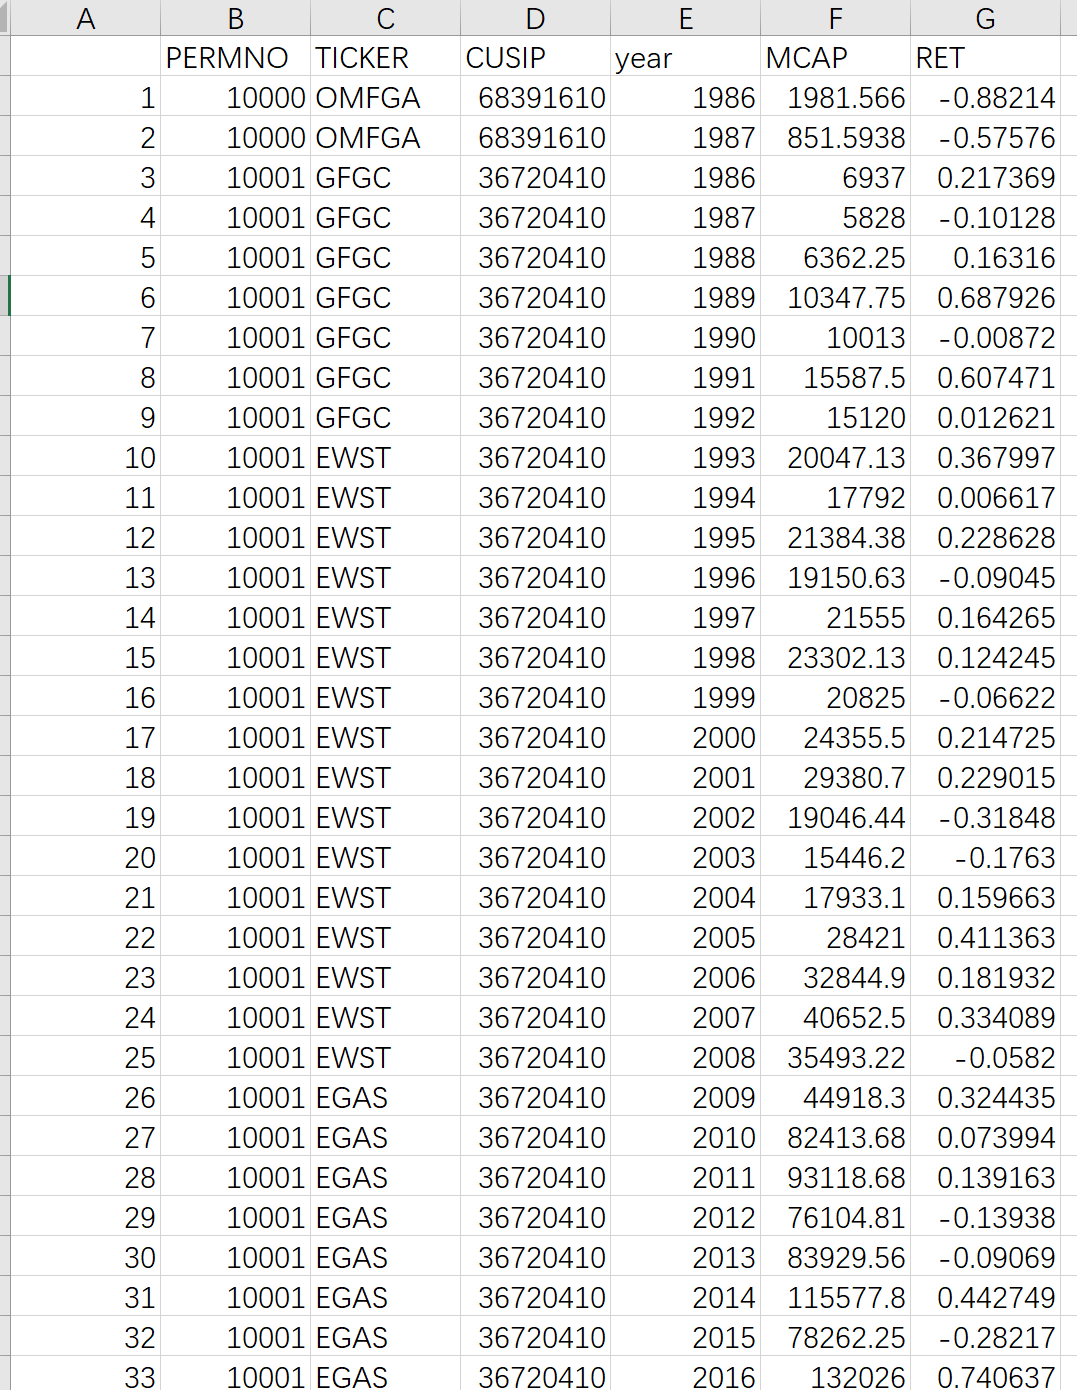 A B C D E F G
PERMNO TICKER CUSIP year MCAP RET
1 10000 OMFGA 68391610 1986 1981.566 -0.88214
2 10000 OMFGA 68391610 1987 851.5938 -0.57576
3 10001 GFGC 36720410 1986 6937 0.217369
4 10001 GFGC 36720410 1987 5828 -0.10128
5 10001 GFGC 36720410 1988 6362.25 0.16316
6 10001 GFGC 36720410 1989 10347.75 0.687926
7 10001 GFGC 36720410 1990 10013 -0.00872
8 10001 GFGC 36720410 1991 15587.5 0.607471
9 10001 GFGC 36720410 1992 15120 0.012621
10 10001 EWST 36720410 1993 20047.13 0.367997
11 10001 EWST 36720410 1994 17792 0.006617
12 10001 EWST 36720410 1995 21384.38 0.228628
13 10001 EWST 36720410 1996 19150.63 -0.09045
14 10001 EWST 36720410 1997 21555 0.164265
15 10001 EWST 36720410 1998 23302.13 0.124245
16 10001 EWST 36720410 1999 20825 -0.06622
17 10001 EWST 36720410 2000 24355.5 0.214725
18 10001 EWST 36720410 2001 29380.7 0.229015
19 10001 EWST 36720410 2002 19046.44 -0.31848
20 10001 EWST 36720410 2003 15446.2 -0.1763
21 10001 EWST 36720410 2004 17933.1 0.159663
22 10001 EWST 36720410 2005 28421 0.411363
23 10001 EWST 36720410 2006 32844.9 0.181932
24 10001 EWST 36720410 2007 40652.5 0.334089
25 10001 EWST 36720410 2008 35493.22 -0.0582
26 10001 EGAS 36720410 2009 44918.3 0.324435
27 10001 EGAS 36720410 2010 82413.68 0.073994
28 10001 EGAS 36720410 2011 93118.68 0.139163
29 10001 EGAS 36720410 2012 76104.81 -0.13938
30 10001 EGAS 36720410 2013 83929.56 -0.09069
31 10001 EGAS 36720410 2014 115577.8 0.442749
32 10001 EGAS 36720410 2015 78262.25 -0.28217
33 10001 EGAS 36720410 2016 132026 0.740637